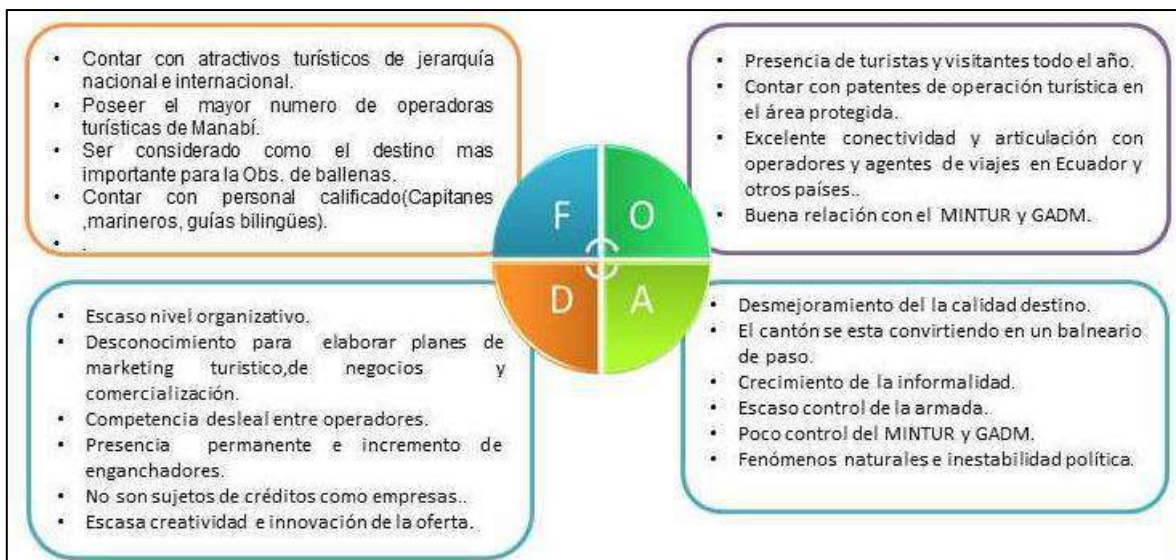 • Contar con atractivos turísticos de jerarquía
nacional e internacional.
• Poseer el mayor numero de operadoras
turísticas de Manabí.
• Ser considerado como el destino mas
importante para la Obs. de ballenas.
• Contar con personal calificado(Capitanes
,marineros, guías bilingües).
• .
• Presencia de turistas y visitantes todo el año.
• Contar con patentes de operación turística en
el área protegida.
• Excelente conectividad y articulación con
operadores y agentes de viajes en Ecuador y
otros países..
• Buena relación con el MINTUR y GADM.
F
O
D
A
• Escaso nivel organizativo.
• Desconocimiento para elaborar planes de
marketing turistico,de negocios y
comercialización.
• Competencia desleal entre operadores.
• Presencia permanente e incremento de
enganchadores.
• No son sujetos de créditos como empresas..
• Escasa creatividad e innovación de la oferta.
• Desmejoramiento del la calidad destino.
• El cantón se esta convirtiendo en un balneario
de paso.
• Crecimiento de la informalidad.
• Escaso control de la armada.
• Poco control del MINTUR y GADM.
• Fenómenos naturales e inestabilidad política.